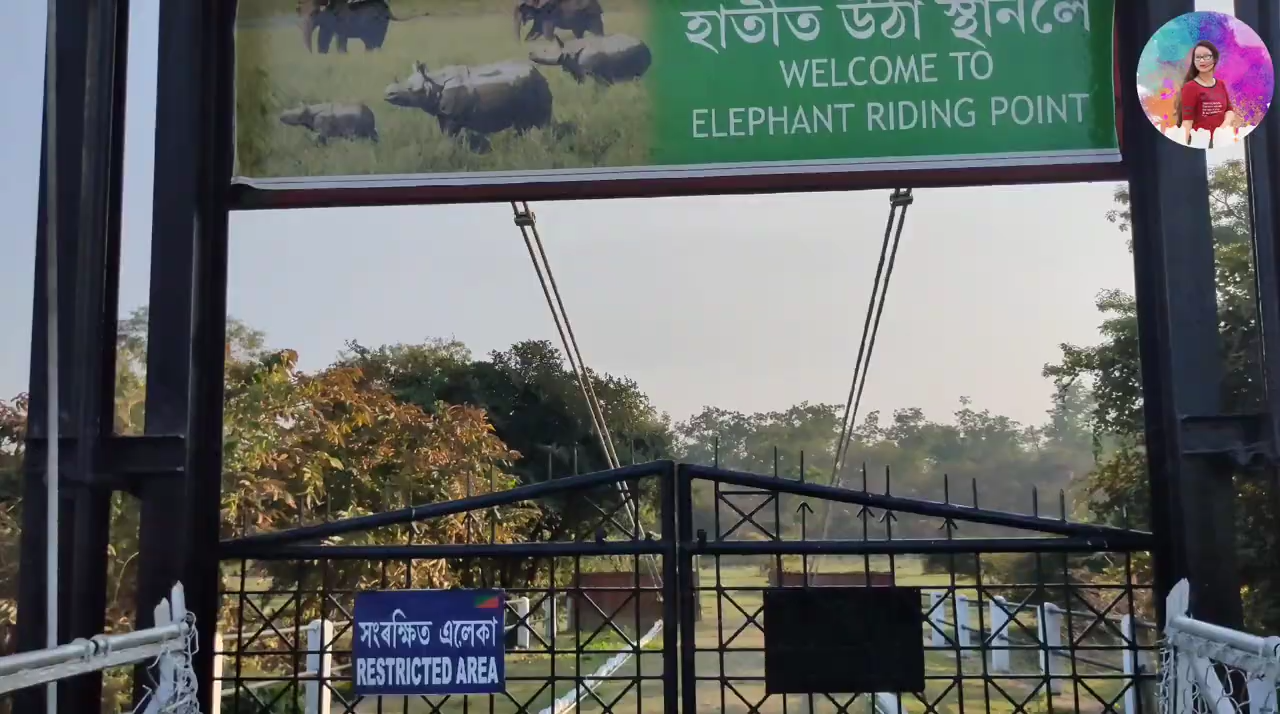 হাতীত উঠা স্থানলৈ
WELCOME TO
ELEPHANT RIDING POINT
সংৰক্ষিত এলেকা
RESTRICTED AREA